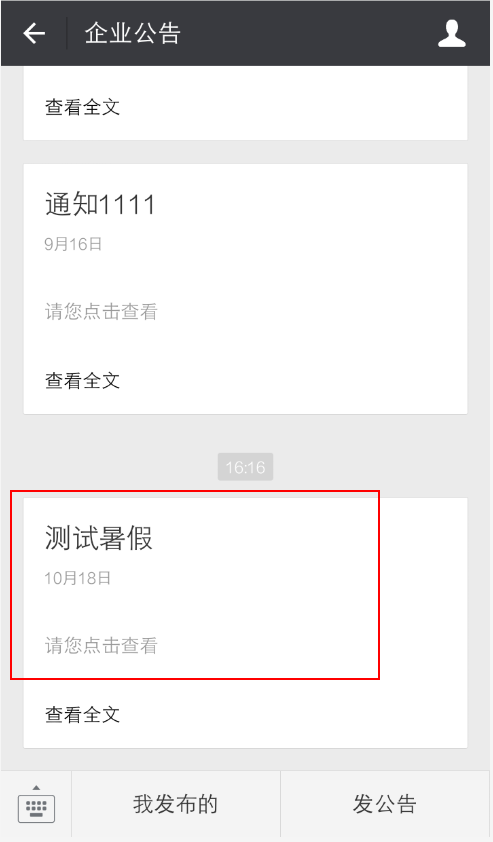 企业公告
查看全文
通知1111
9月16日
请您点击查看
查看全文
16:16
测试暑假
10月18日
请您点击查看
查看全文
我发布的
发公告